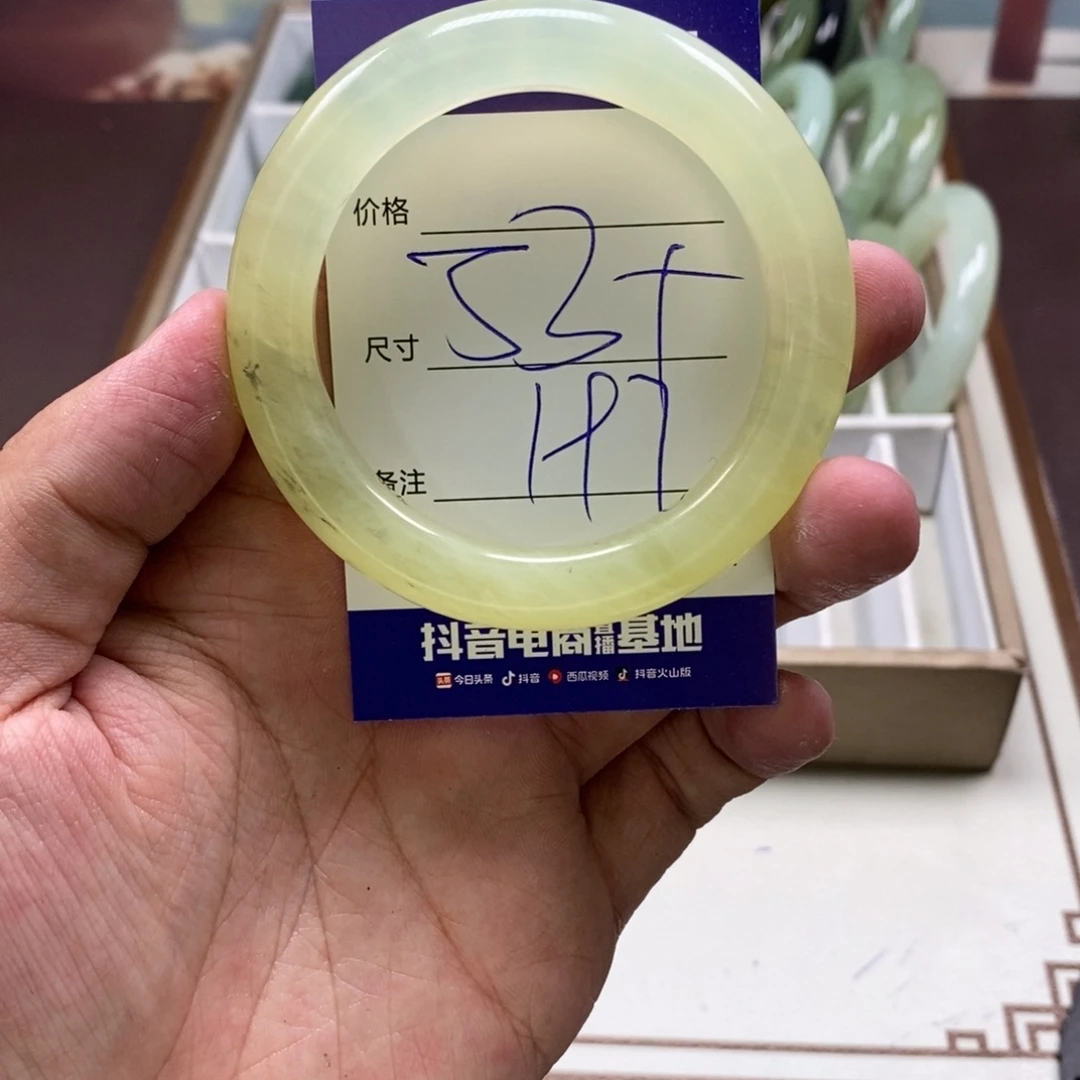 价格
53+
尺寸
197
备注
抖音电商直播基地
今日头条 抖音 西瓜视频 抖音火山版